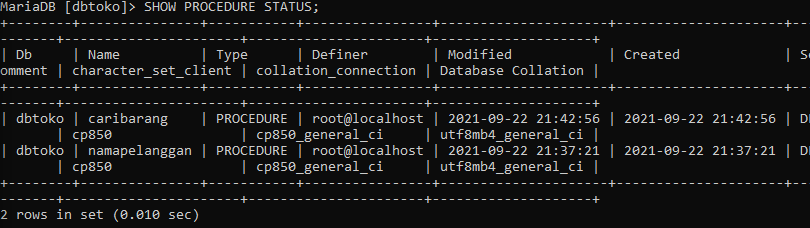 MariaDB [dbtoko]> SHOW PROCEDURE STATUS;
+--------+---------------+-----------+----------------+---------------------+---------------------+---
-------+----------------------+----------------------+--------------------+
| Db     | Name          | Type      | Definer        | Modified            | Created             | Se
omment | character_set_client | collation_connection | Database Collation |
+--------+---------------+-----------+----------------+---------------------+---------------------+---
-------+----------------------+----------------------+--------------------+
| dbtoko | caribarang    | PROCEDURE | root@localhost | 2021-09-22 21:42:56 | 2021-09-22 21:42:56 | DE
       | cp850                | cp850_general_ci     | utf8mb4_general_ci |
| dbtoko | namapelanggan | PROCEDURE | root@localhost | 2021-09-22 21:37:21 | 2021-09-22 21:37:21 | DE
       | cp850                | cp850_general_ci     | utf8mb4_general_ci |
+--------+---------------+-----------+----------------+---------------------+---------------------+---
-------+----------------------+----------------------+--------------------+
2 rows in set (0.010 sec)